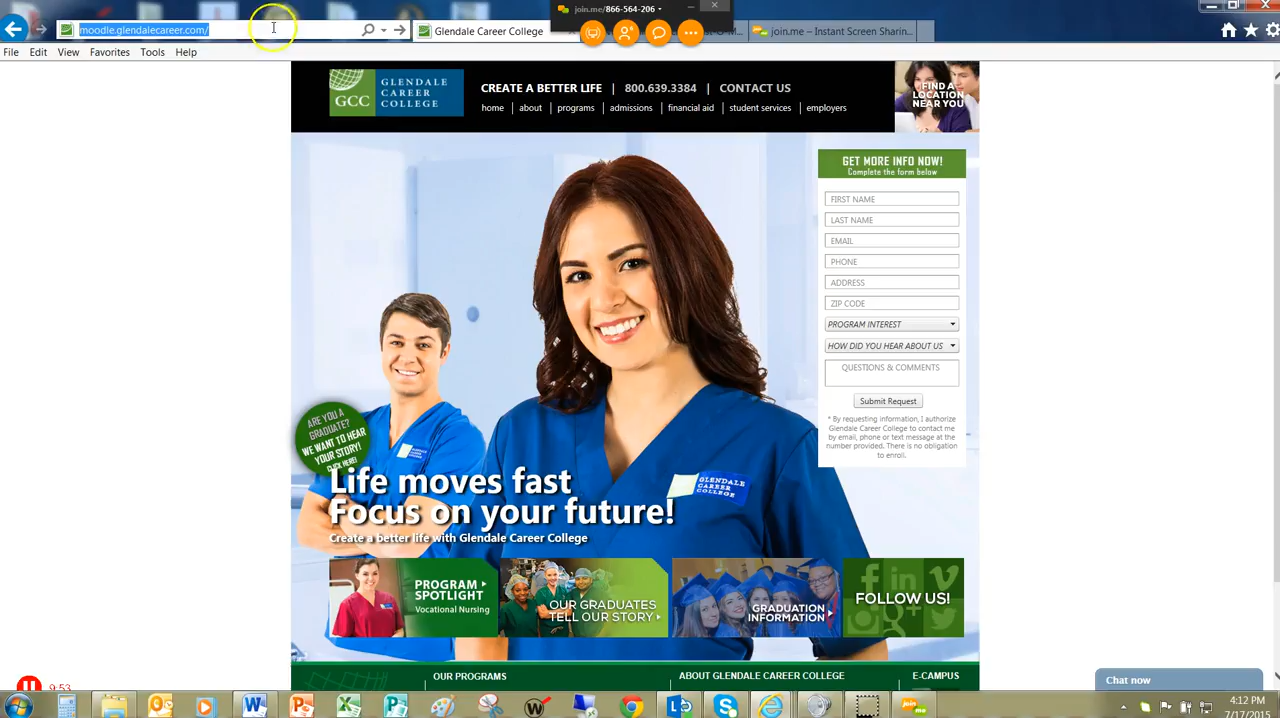 join.me/866-564-206
moodle.glendalecareer.com/
Glendale Career College
join.me – Instant Screen Sharin...
File Edit View Favorites Tools Help
GCC
GLENDALE
CAREER
COLLEGE
CREATE A BETTER LIFE | 800.639.3384 | CONTACT US
home | about | programs | admissions | financial aid | student services | employers
FIND A
LOCATION
NEAR YOU
GET MORE INFO NOW!
Complete the form below
FIRST NAME
LAST NAME
EMAIL
PHONE
ADDRESS
ZIP CODE
PROGRAM INTEREST
HOW DID YOU HEAR ABOUT US
QUESTIONS & COMMENTS
Submit Request
* By requesting information, I authorize
Glendale Career College to contact me
by email, phone or text message at the
number provided. There is no obligation
to enroll.
ARE YOU A
GRADUATE?
WE WANT TO HEAR
YOUR STORY!
CLICK HERE!
GLENDALE
CAREER
COLLEGE
Life moves fast
Focus on your future!
Create a better life with Glendale Career College
PROGRAM
SPOTLIGHT
Vocational Nursing
OUR GRADUATES
TELL OUR STORY
GRADUATION
INFORMATION
FOLLOW US!
OUR PROGRAMS
ABOUT GLENDALE CAREER COLLEGE
E-CAMPUS
Chat now
9:53
4:12 PM
7/17/2015